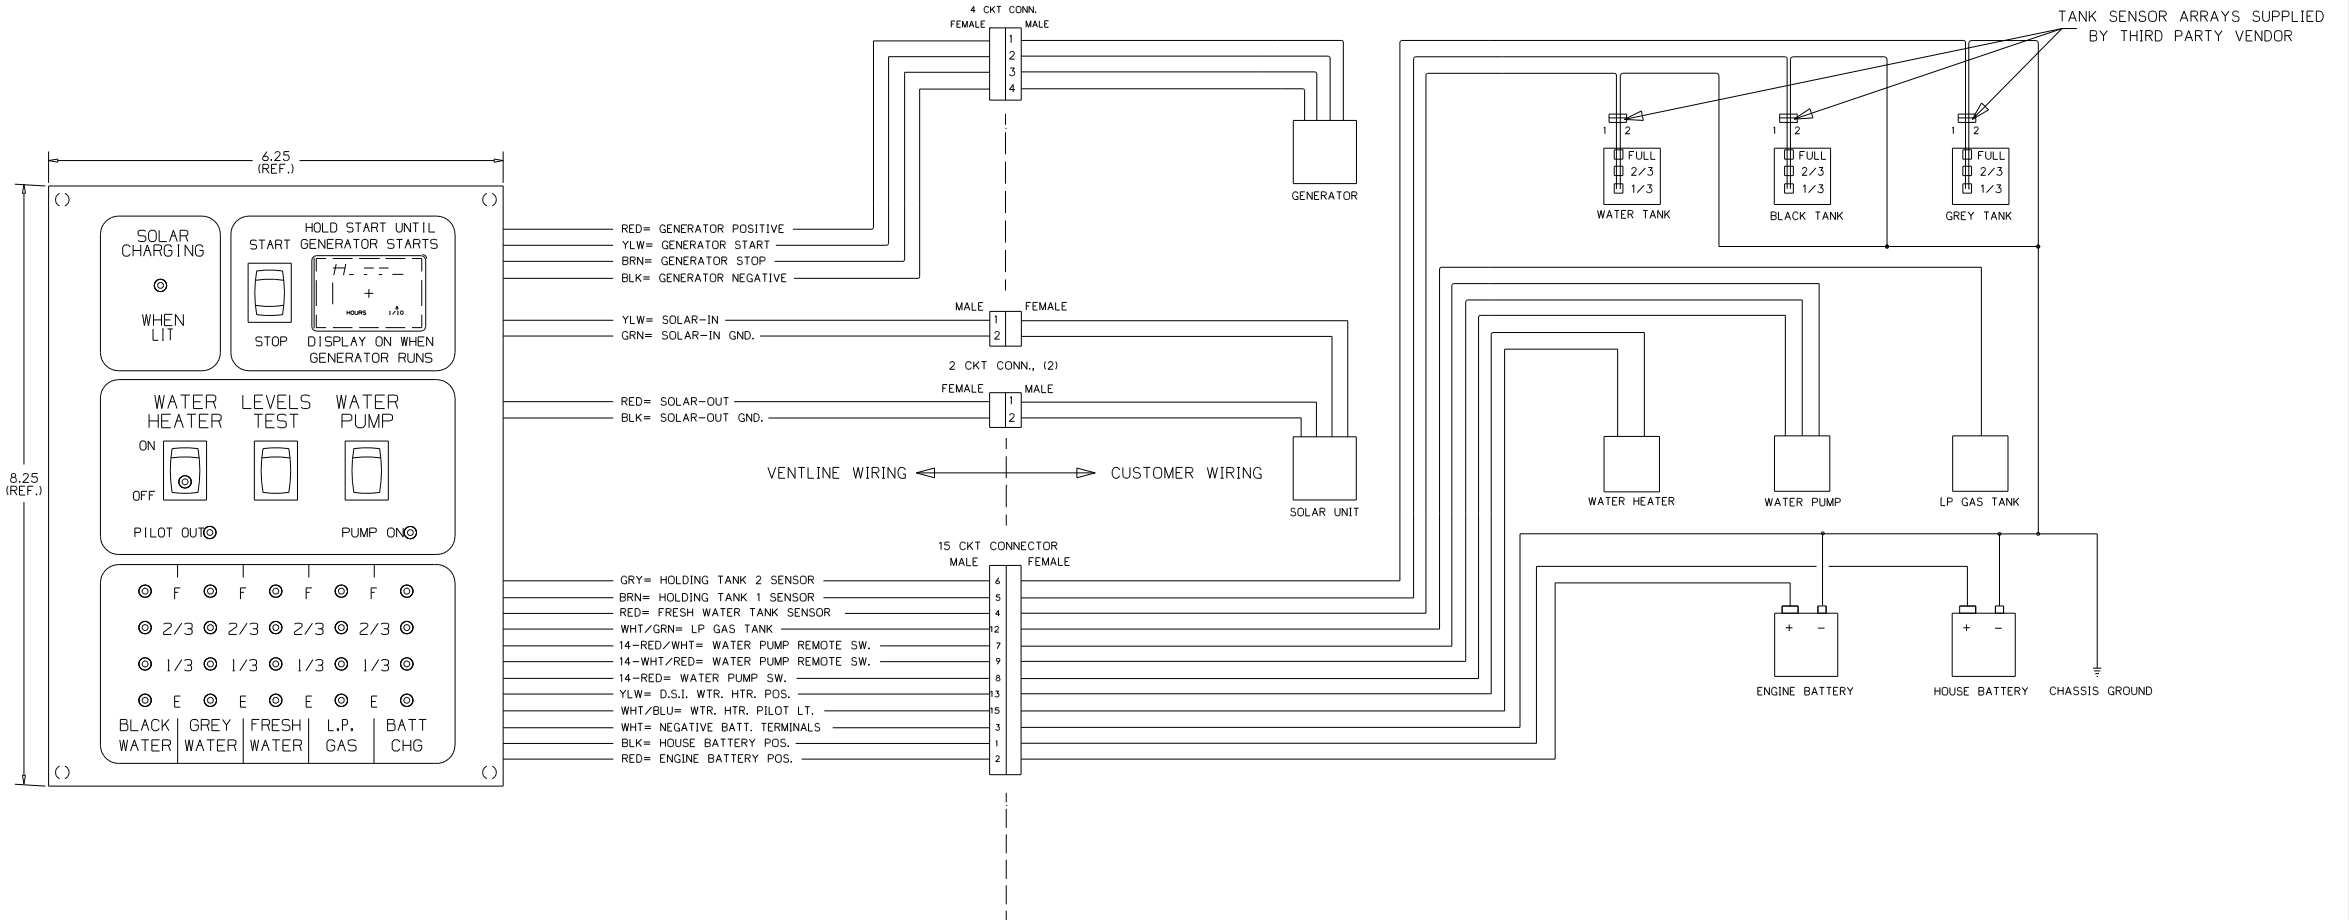 4 CKT CONN.
FEMALE MALE
1
2
3
4
TANK SENSOR ARRAYS SUPPLIED
BY THIRD PARTY VENDOR
1 2
FULL
2/3
1/3
WATER TANK
1 2
FULL
2/3
1/3
BLACK TANK
1 2
FULL
2/3
1/3
GREY TANK
GENERATOR
6.25
(REF.)
8.25
(REF.)
SOLAR
CHARGING
WHEN
LIT
HOLD START UNTIL
START GENERATOR STARTS
HOURS 1/10
STOP
DISPLAY ON WHEN
GENERATOR RUNS
WATER
HEATER
LEVELS
TEST
WATER
PUMP
ON
OFF
PILOT OUT
PUMP ON
F F F F
2/3 2/3 2/3 2/3
1/3 1/3 1/3 1/3
E E E E
BLACK
WATER
GREY
WATER
FRESH
WATER
L.P.
GAS
BATT
CHG
RED= GENERATOR POSITIVE
YLW= GENERATOR START
BRN= GENERATOR STOP
BLK= GENERATOR NEGATIVE
MALE FEMALE
YLW= SOLAR-IN 1
GRN= SOLAR-IN GND. 2
2 CKT CONN., (2)
FEMALE MALE
RED= SOLAR-OUT 1
BLK= SOLAR-OUT GND. 2
VENTLINE WIRING CUSTOMER WIRING
SOLAR UNIT
WATER HEATER
WATER PUMP
LP GAS TANK
15 CKT CONNECTOR
MALE FEMALE
GRY= HOLDING TANK 2 SENSOR 6
BRN= HOLDING TANK 1 SENSOR 5
RED= FRESH WATER TANK SENSOR 4
WHT/GRN= LP GAS TANK 12
14-RED/WHT= WATER PUMP REMOTE SW. 7
14-WHT/RED= WATER PUMP REMOTE SW. 9
14-RED= WATER PUMP SW. 8
YLW= D.S.I. WTR. HTR. POS. 13
WHT/BLU= WTR. HTR. PILOT LT. 15
WHT= NEGATIVE BATT. TERMINALS 3
BLK= HOUSE BATTERY POS. 1
RED= ENGINE BATTERY POS. 2
+ -
ENGINE BATTERY
+ -
HOUSE BATTERY
CHASSIS GROUND